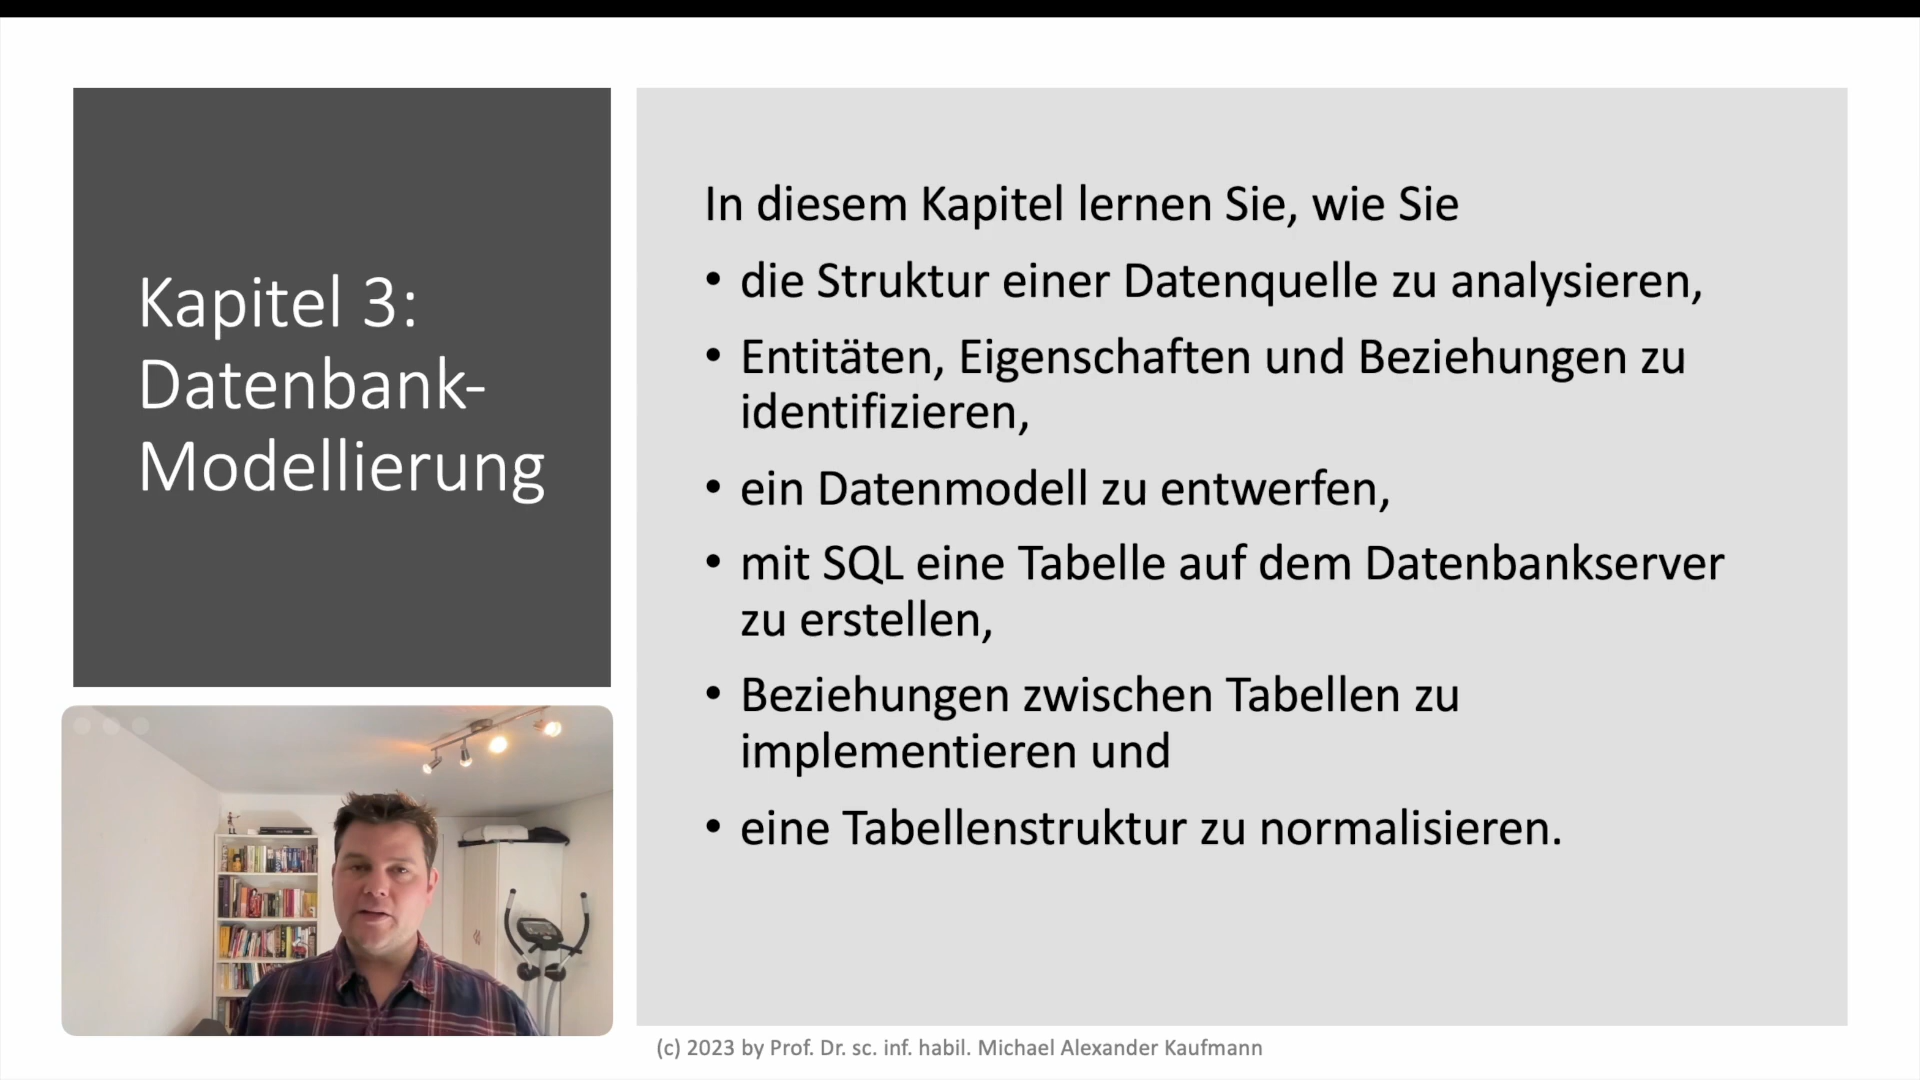 Kapitel 3:
Datenbank-
Modellierung
In diesem Kapitel lernen Sie, wie Sie
• die Struktur einer Datenquelle zu analysieren,
• Entitäten, Eigenschaften und Beziehungen zu
identifizieren,
• ein Datenmodell zu entwerfen,
• mit SQL eine Tabelle auf dem Datenbankserver
zu erstellen,
• Beziehungen zwischen Tabellen zu
implementieren und
• eine Tabellenstruktur zu normalisieren.
(c) 2023 by Prof. Dr. sc. inf. habil. Michael Alexander Kaufmann